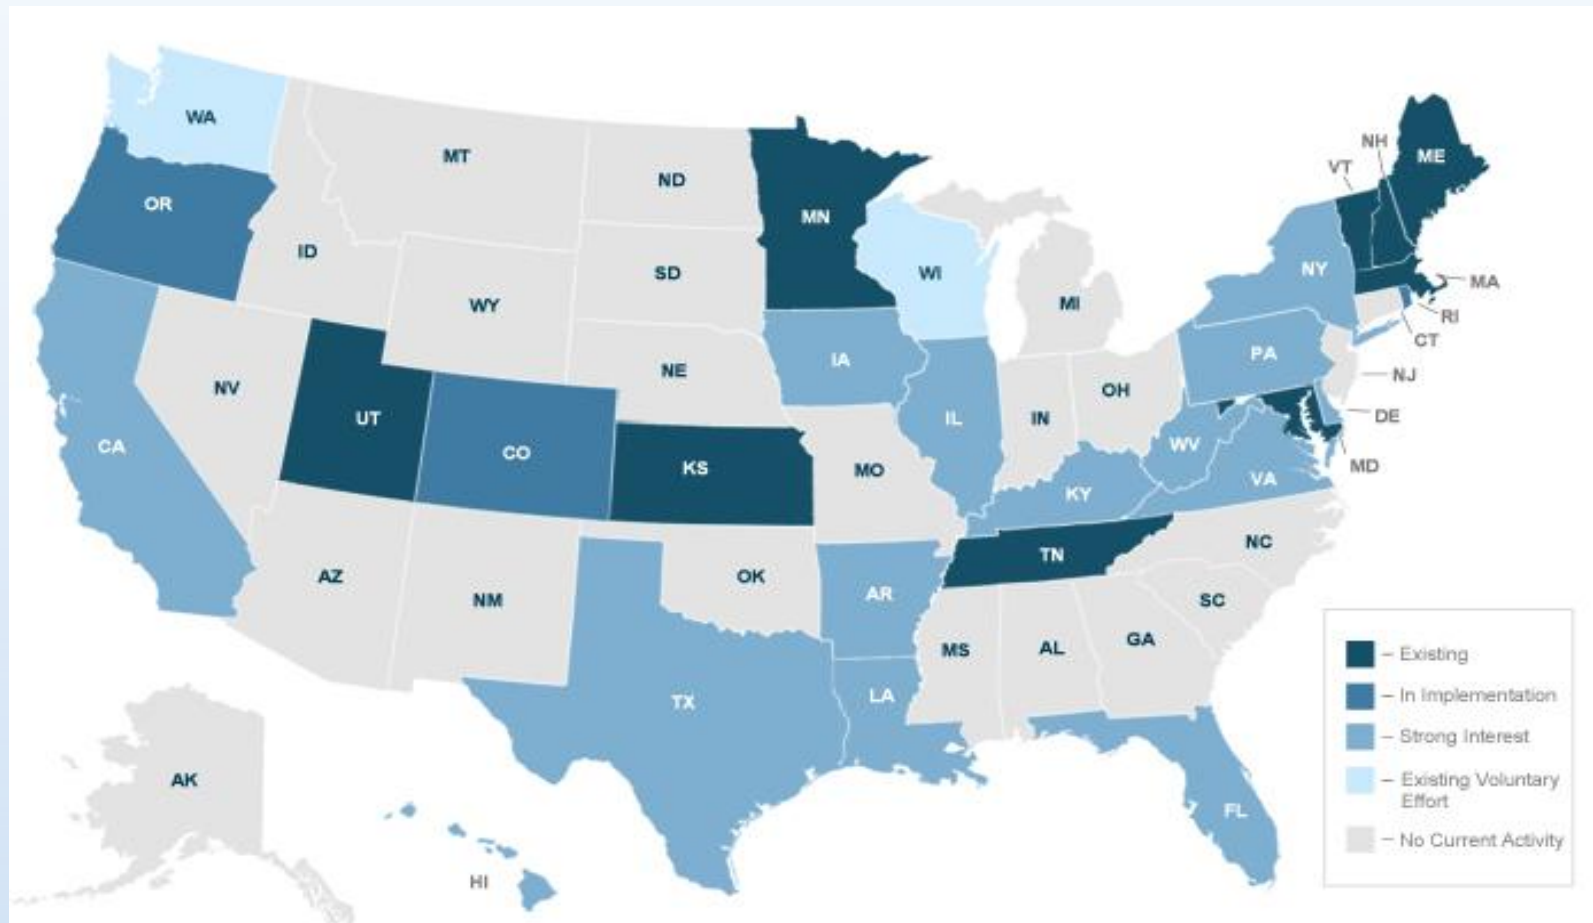 WA
MT
ND
MN
OR
ID
SD
WI
WY
MI
NH
VT
ME
NY
MA
RI
CT
PA
NJ
DE
MD
IA
NE
NV
UT
CO
KS
CA
IL
IN
OH
WV
VA
KY
MO
TN
NC
AZ
NM
OK
AR
SC
MS
AL
GA
TX
LA
FL
AK
HI
– Existing
– In Implementation
– Strong Interest
– Existing Voluntary
Effort
– No Current Activity